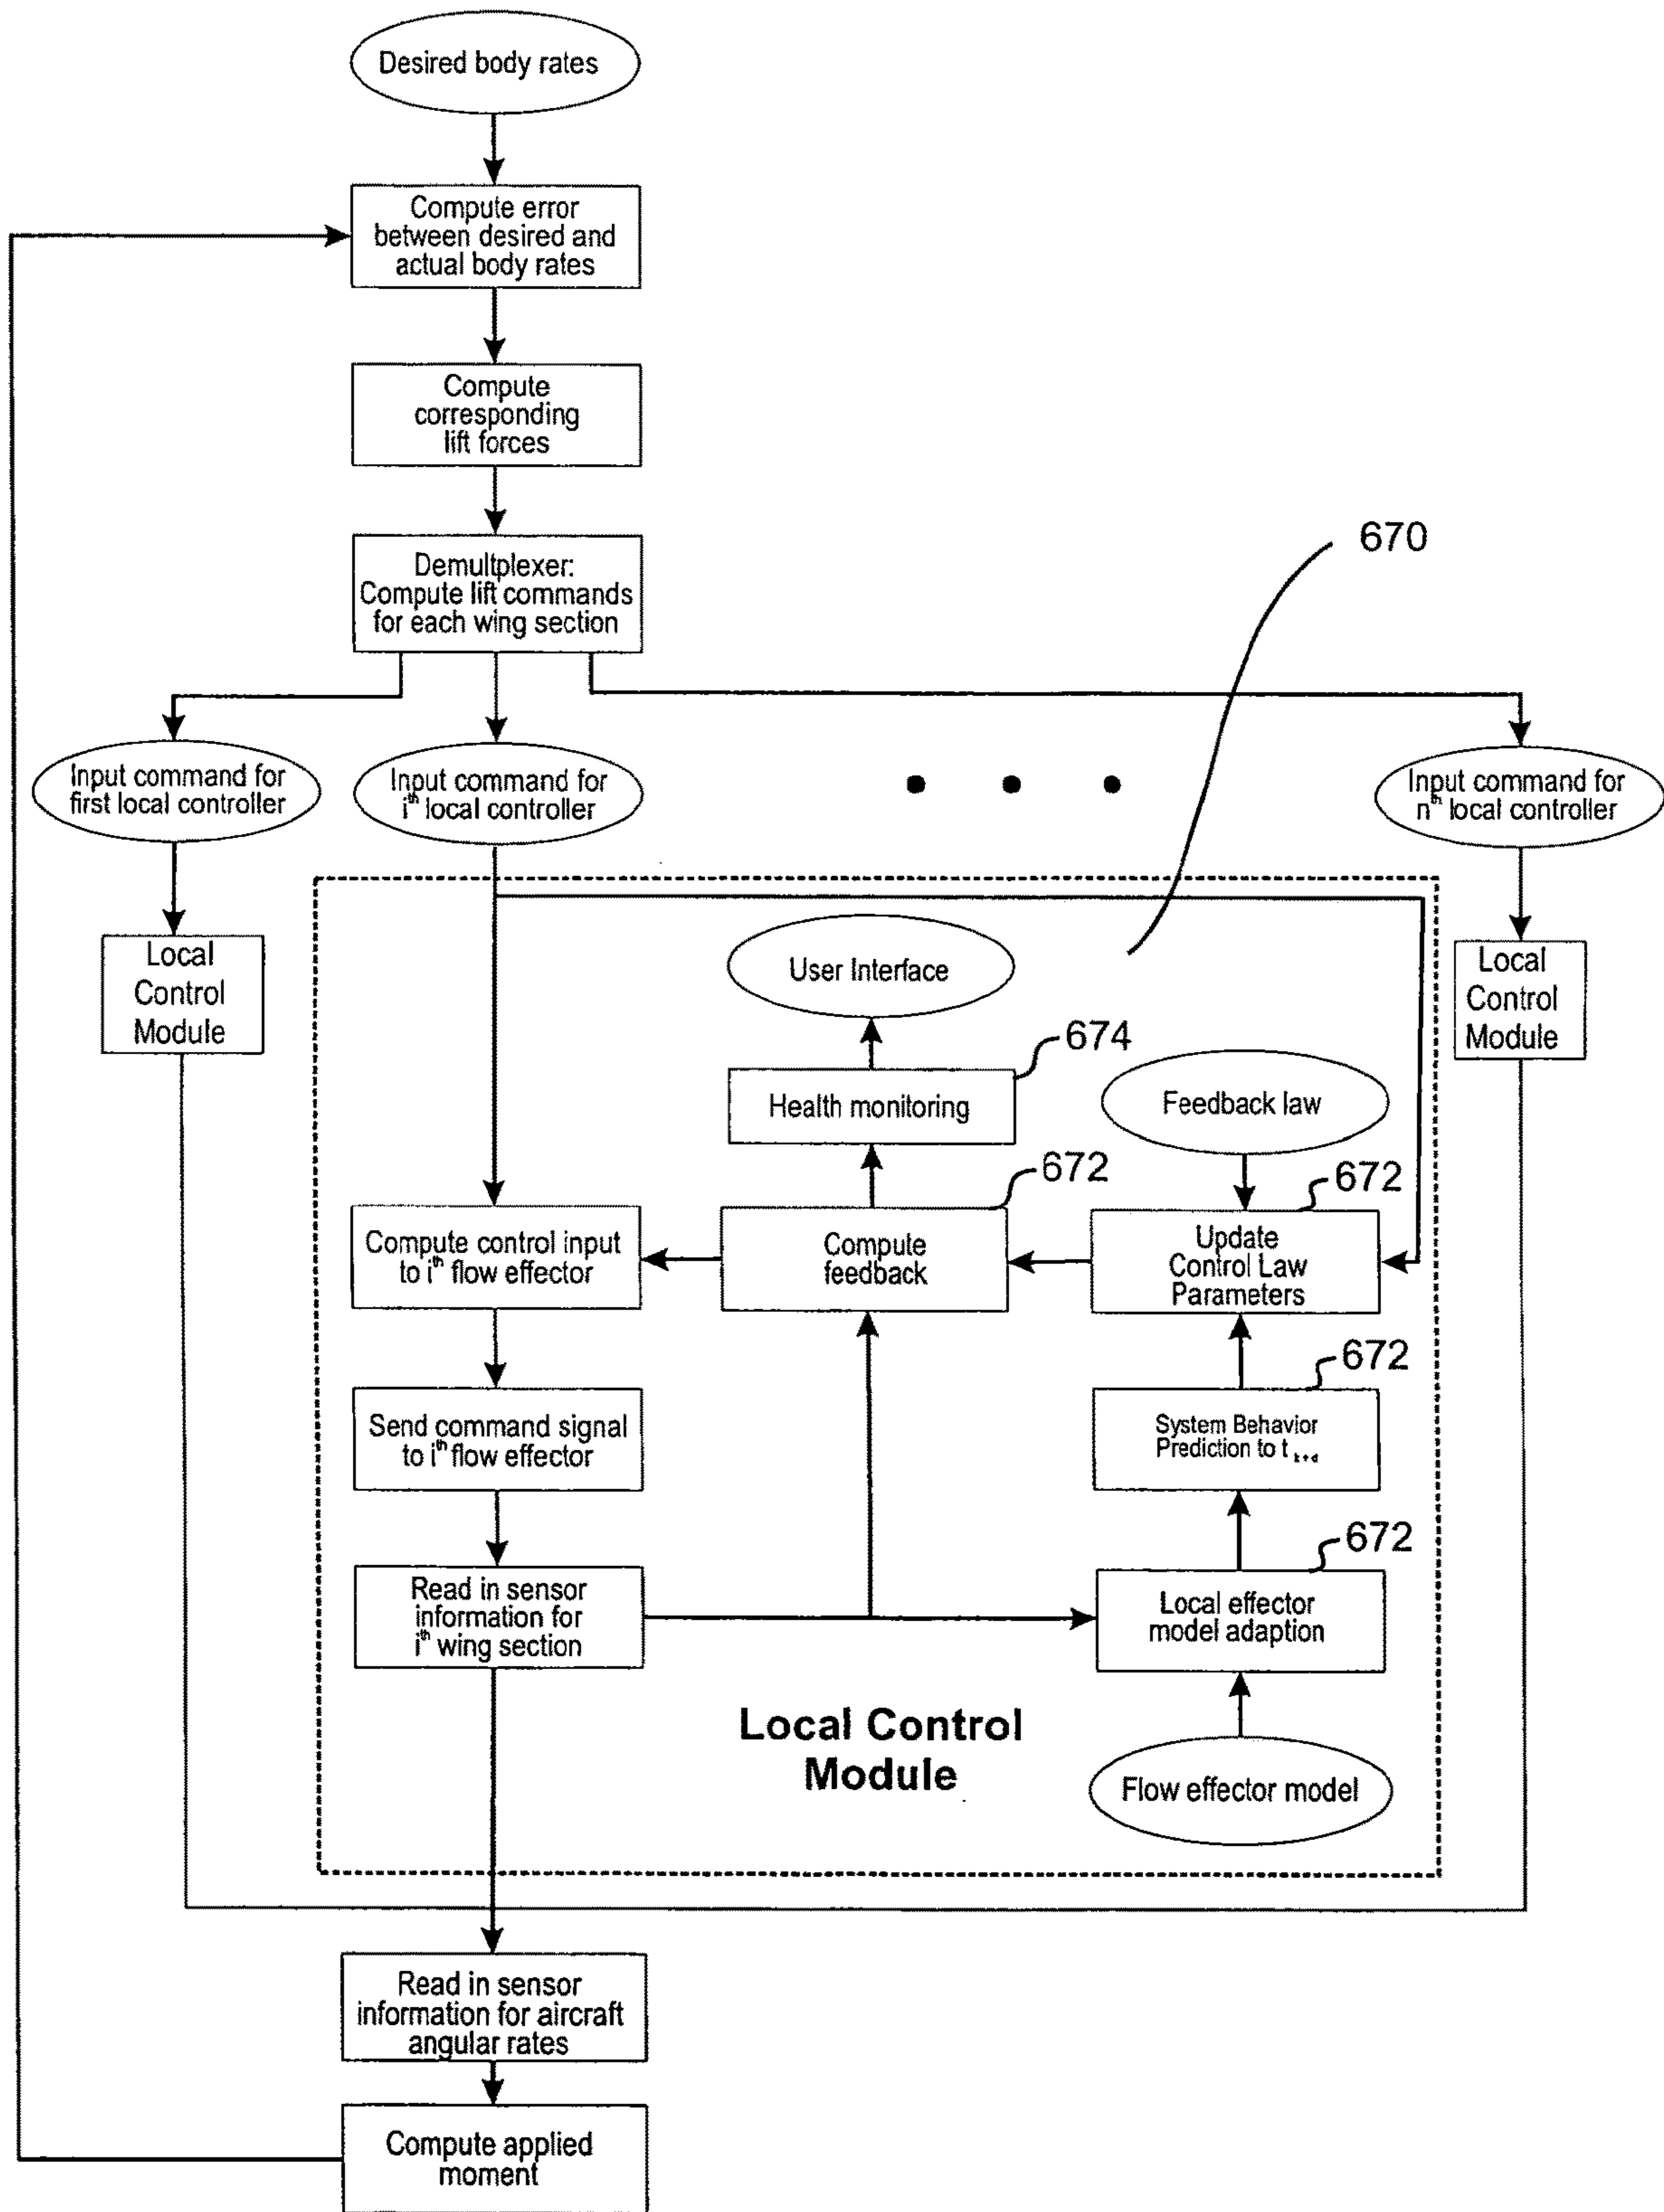 Desired body rates
Compute error
between desired and
actual body rates
Compute
corresponding
lift forces
Demultplexer:
Compute lift commands
for each wing section
670
Input command for
first local controller
Input command for
i^th local controller
Input command for
n^th local controller
Local
Control
Module
User Interface
Local
Control
Module
674
Health monitoring
Feedback law
672
672
Compute control input
to i^th flow effector
Compute
feedback
Update
Control Law
Parameters
672
Send command signal
to i^th flow effector
System Behavior
Prediction to t k+d
672
Read in sensor
information for
i^th wing section
Local effector
model adaption
Local Control
Module
Flow effector model
Read in sensor
information for aircraft
angular rates
Compute applied
moment